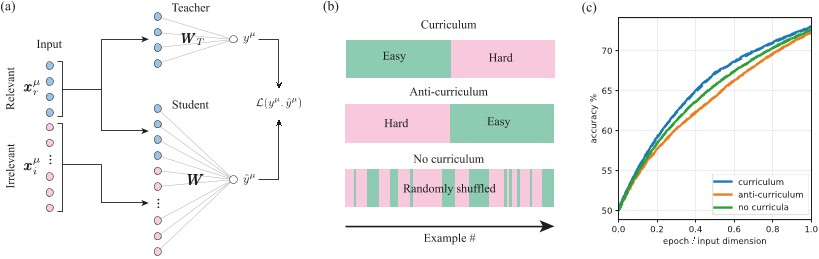 (a)
Teacher
Input
W_T
y^μ
Relevant
x_r^μ
Student
ℒ(y^μ, ŷ^μ)
Irrelevant
x_i^μ
...
W
ŷ^μ
...
(b)
Curriculum
Easy
Hard
Anti-curriculum
Hard
Easy
No curriculum
Randomly shuffled
Example #
(c)
accuracy %
70
65
60
55
50
curriculum
anti-curriculum
no curricula
0.0 0.2 0.4 0.6 0.8 1.0
epoch / input dimension